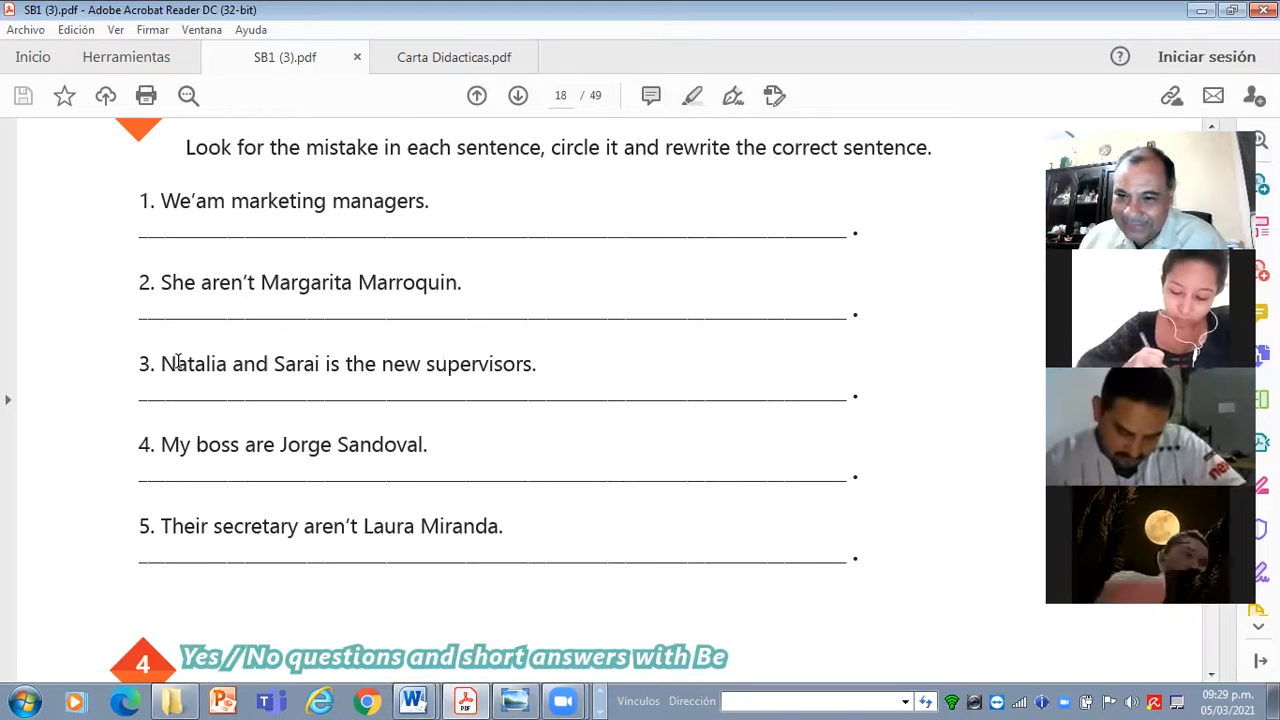 SB1 (3).pdf - Adobe Acrobat Reader DC (32-bit)
Archivo Edición Ver Firmar Ventana Ayuda
Inicio Herramientas SB1 (3).pdf × Carta Didacticas.pdf Iniciar sesión
18 / 49
Look for the mistake in each sentence, circle it and rewrite the correct sentence.
1. We'am marketing managers.
2. She aren't Margarita Marroquin.
3. Natalia and Sarai is the new supervisors.
4. My boss are Jorge Sandoval.
5. Their secretary aren't Laura Miranda.
4 Yes / No questions and short answers with Be
Vínculos Dirección
09:29 p.m.
05/03/2021